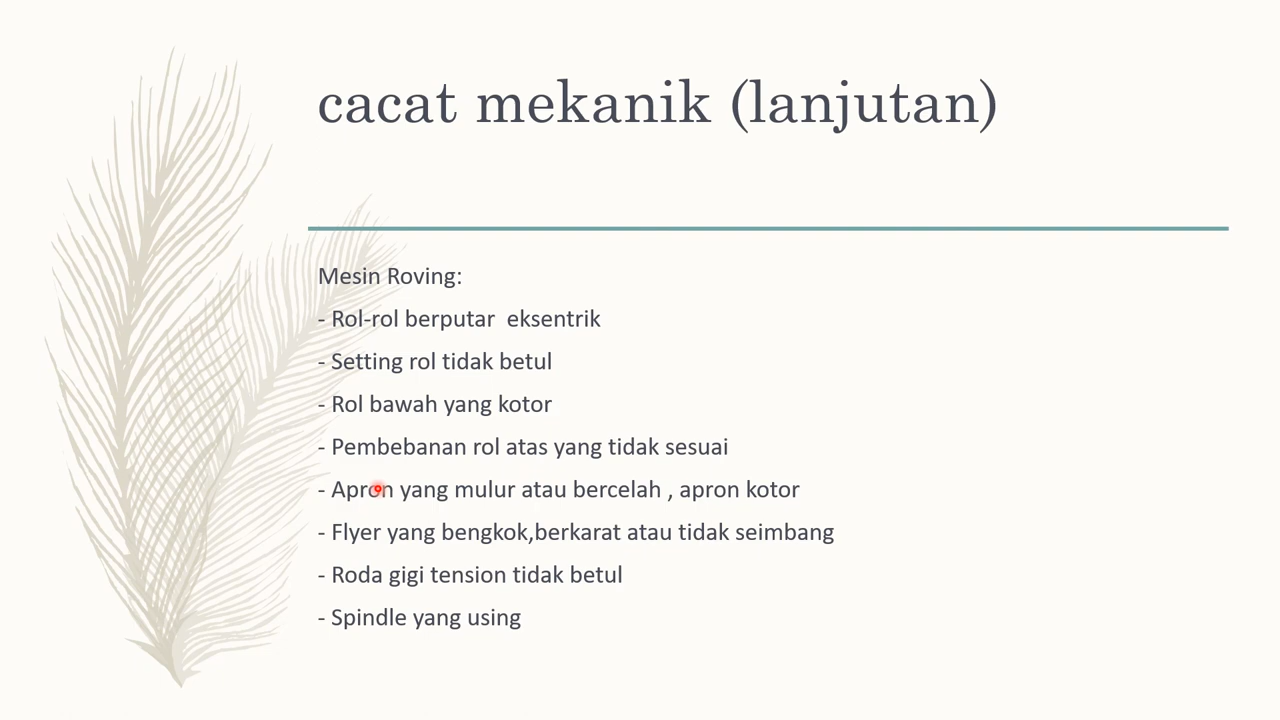 cacat mekanik (lanjutan)
Mesin Roving:
- Rol-rol berputar  eksentrik
- Setting rol tidak betul
- Rol bawah yang kotor
- Pembebanan rol atas yang tidak sesuai
- Apron yang mulur atau bercelah , apron kotor
- Flyer yang bengkok,berkarat atau tidak seimbang
- Roda gigi tension tidak betul
- Spindle yang using